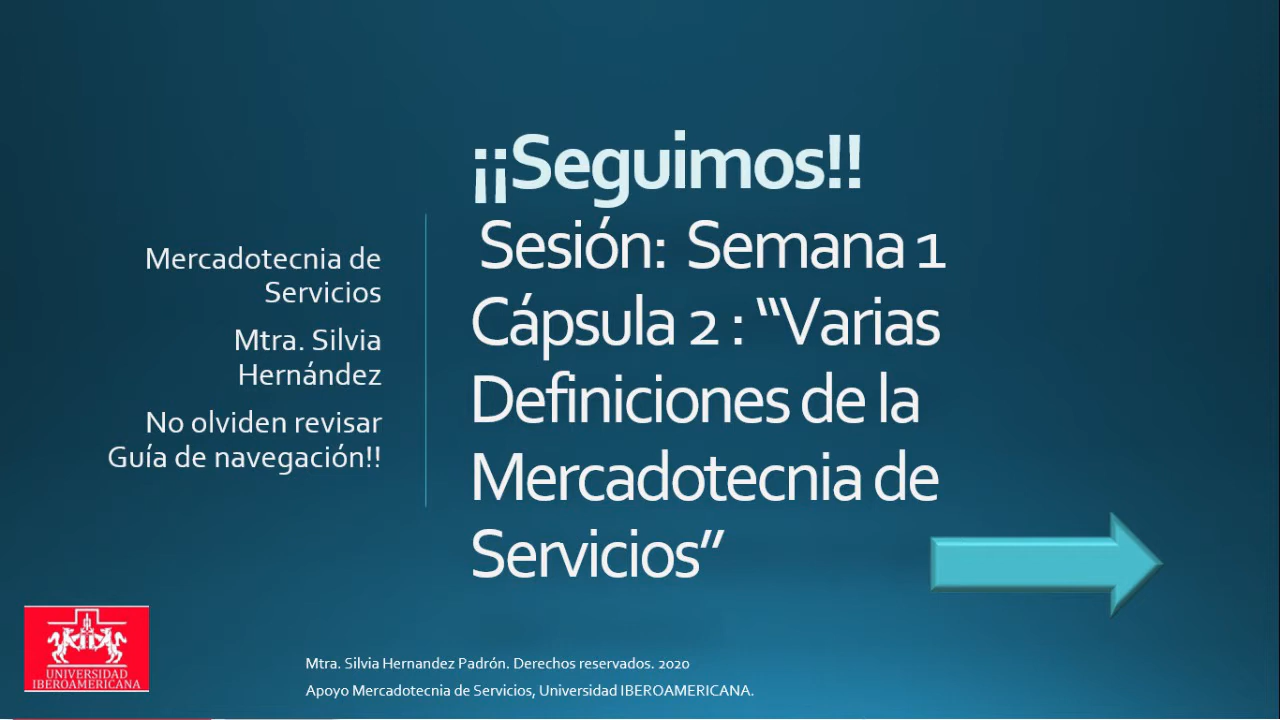 Mercadotecnia de
Servicios
Mtra. Silvia
Hernández
No olviden revisar
Guía de navegación!!
¡¡Seguimos!!
Sesión: Semana 1
Cápsula 2 : “Varias
Definiciones de la
Mercadotecnia de
Servicios”
UNIVERSIDAD
IBEROAMERICANA
Mtra. Silvia Hernandez Padrón. Derechos reservados. 2020
Apoyo Mercadotecnia de Servicios, Universidad IBEROAMERICANA.